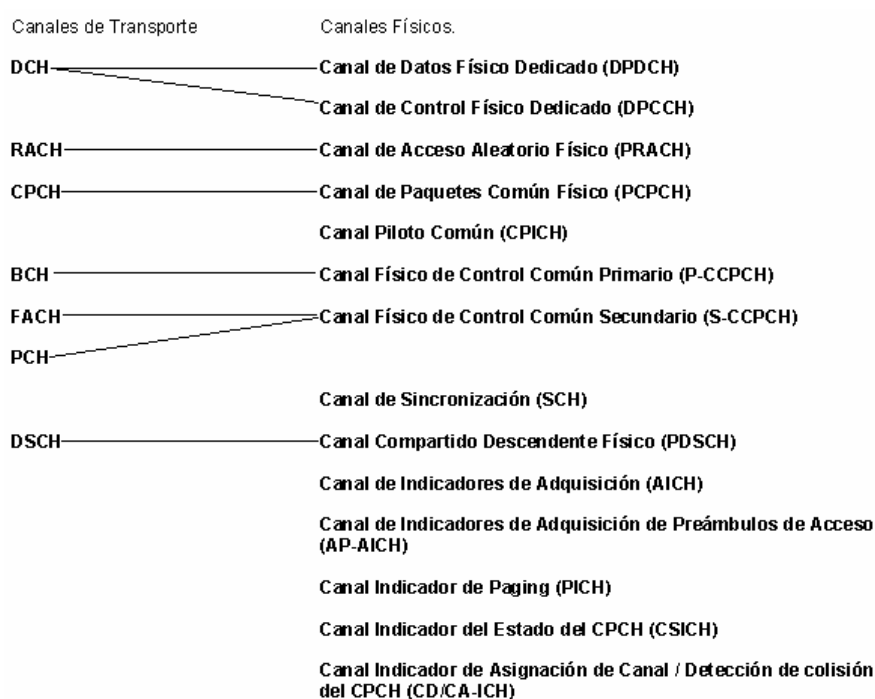 Canales de Transporte Canales Físicos.
DCH Canal de Datos Físico Dedicado (DPDCH)
Canal de Control Físico Dedicado (DPCCH)
RACH Canal de Acceso Aleatorio Físico (PRACH)
CPCH Canal de Paquetes Común Físico (PCPCH)
Canal Piloto Común (CPICH)
BCH Canal Físico de Control Común Primario (P-CCPCH)
FACH Canal Físico de Control Común Secundario (S-CCPCH)
PCH
Canal de Sincronización (SCH)
DSCH Canal Compartido Descendente Físico (PDSCH)
Canal de Indicadores de Adquisición (AICH)
Canal de Indicadores de Adquisición de Preámbulos de Acceso
(AP-AICH)
Canal Indicador de Paging (PICH)
Canal Indicador del Estado del CPCH (CSICH)
Canal Indicador de Asignación de Canal / Detección de colisión
del CPCH (CD/CA-ICH)